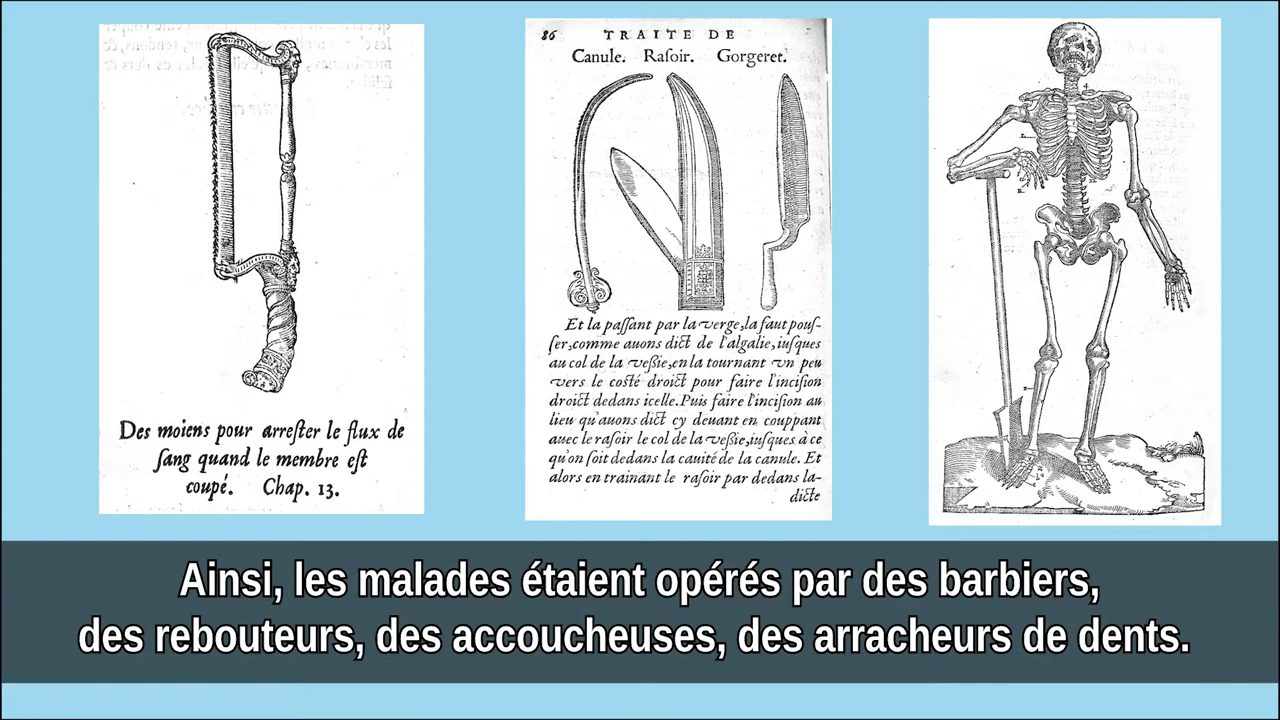 Des moiens pour arrester le flux de
sang quand le membre est
coupé. Chap. 13.
86 TRAITE DE
Canule. Rasoir. Gorgeret.
Et la passant par la verge, la faut pous-
ser, comme auons dict de l'algalie, iusques
au col de la vessie, en la tournant vn peu
vers le costé droict pour faire l'incision
droict dedans icelle. Puis faire l'incision au
lieu qu'auons dict cy deuant en couppant
auec le rasoir le col de la vessie, iusques à ce
qu'on soit dedans la cauité de la canule. Et
alors en trainant le rasoir par dedans la-
dicte
Ainsi, les malades étaient opérés par des barbiers,
des rebouteurs, des accoucheuses, des arracheurs de dents.